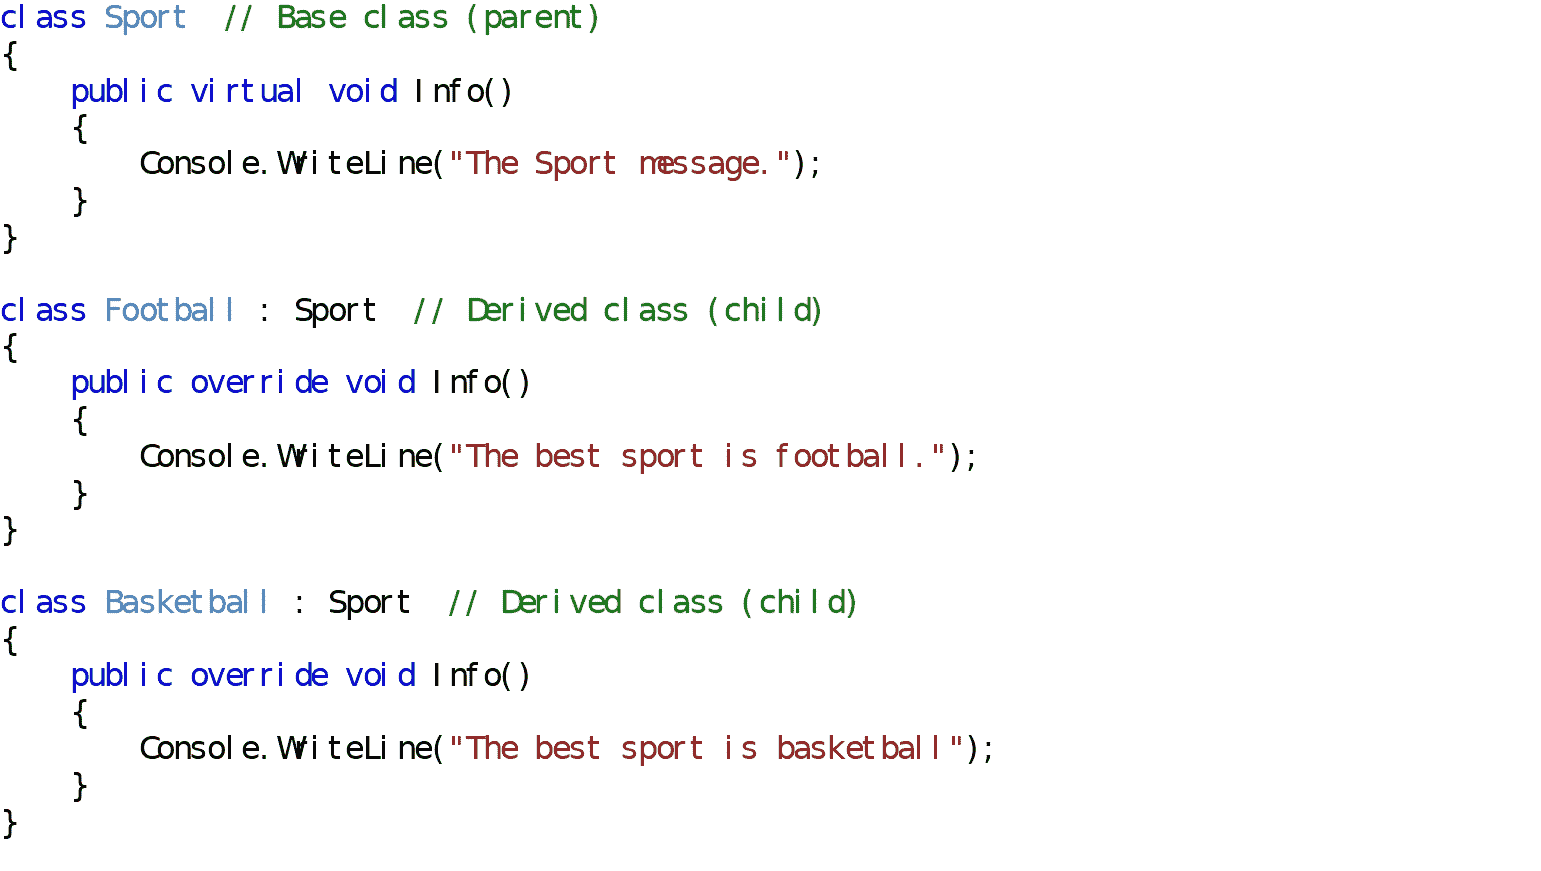 class Sport  // Base class (parent)
{
    public virtual void Info()
    {
        Console.WriteLine("The Sport message.");
    }
}

class Football : Sport  // Derived class (child)
{
    public override void Info()
    {
        Console.WriteLine("The best sport is football.");
    }
}

class Basketball : Sport  // Derived class (child)
{
    public override void Info()
    {
        Console.WriteLine("The best sport is basketball");
    }
}